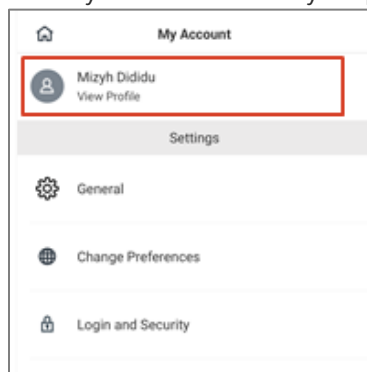 My Account
Mizyh Dididu
View Profile
Settings
General
Change Preferences
Login and Security